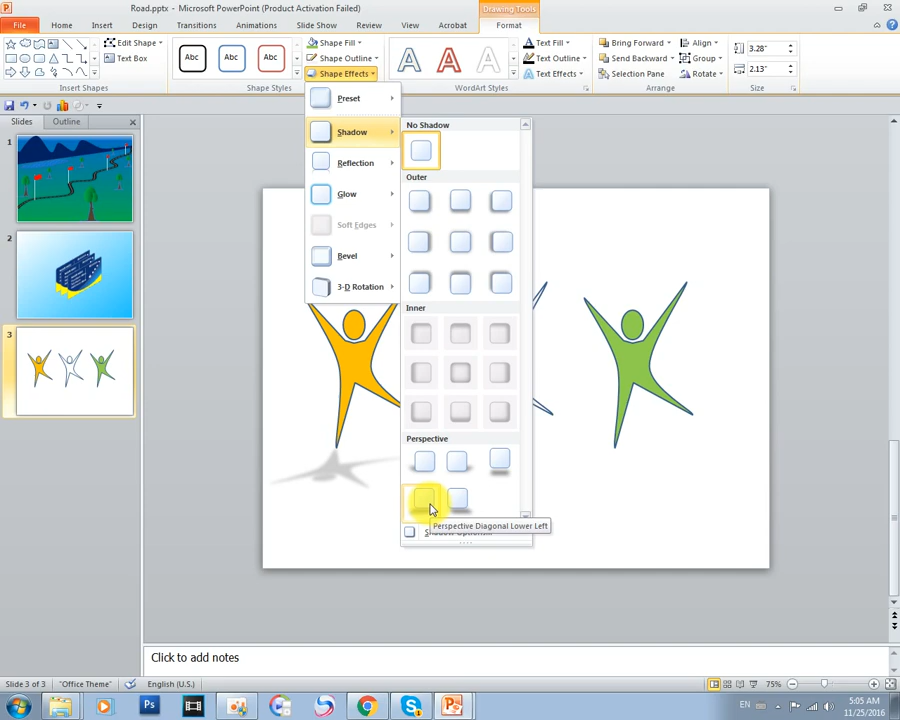 Road.pptx - Microsoft PowerPoint (Product Activation Failed)
Drawing Tools
File Home Insert Design Transitions Animations Slide Show Review View Acrobat Format
Edit Shape
Text Box
Insert Shapes
Abc Abc Abc
Shape Fill
Shape Outline
Shape Effects
Shape Styles
A A A
Text Fill
Text Outline
Text Effects
WordArt Styles
Bring Forward
Send Backward
Selection Pane
Align
Group
Rotate
Arrange
3.28"
2.13"
Size
Slides Outline
1
2
3
Preset
Shadow
Reflection
Glow
Soft Edges
Bevel
3-D Rotation
No Shadow
Outer
Inner
Perspective
Perspective Diagonal Lower Left
Shadow Options...
Click to add notes
Slide 3 of 3 "Office Theme" English (U.S.) 75%
EN 5:05 AM
11/25/2016